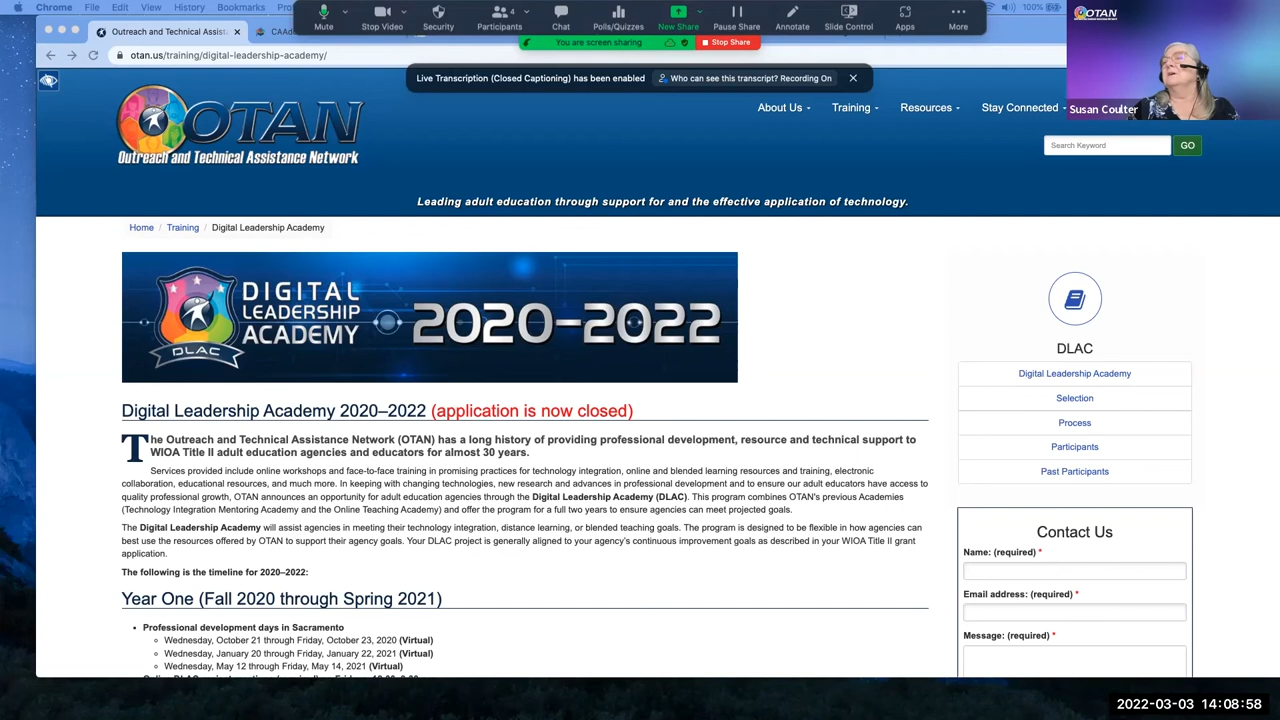 Chrome File Edit View History Bookmarks
100%
Mute Stop Video Security Participants 4 Chat Polls/Quizzes New Share Pause Share Annotate Slide Control Apps More
You are screen sharing Stop Share
OTAN
Outreach and Technical Assist
otan.us/training/digital-leadership-academy/
Live Transcription (Closed Captioning) has been enabled Who can see this transcript? Recording On
Susan Coulter
OTAN
Outreach and Technical Assistance Network
About Us Training Resources Stay Connected
Search Keyword GO
Leading adult education through support for and the effective application of technology.
Home / Training / Digital Leadership Academy
DIGITAL
LEADERSHIP
ACADEMY
DLAC
2020-2022
Digital Leadership Academy 2020–2022 (application is now closed)
The Outreach and Technical Assistance Network (OTAN) has a long history of providing professional development, resource and technical support to
WIOA Title II adult education agencies and educators for almost 30 years.
Services provided include online workshops and face-to-face training in promising practices for technology integration, online and blended learning resources and training, electronic
collaboration, educational resources, and much more. In keeping with changing technologies, new research and advances in professional development and to ensure our adult educators have access to
quality professional growth, OTAN announces an opportunity for adult education agencies through the Digital Leadership Academy (DLAC). This program combines OTAN's previous Academies
(Technology Integration Mentoring Academy and the Online Teaching Academy) and offer the program for a full two years to ensure agencies can meet projected goals.
The Digital Leadership Academy will assist agencies in meeting their technology integration, distance learning, or blended teaching goals. The program is designed to be flexible in how agencies can
best use the resources offered by OTAN to support their agency goals. Your DLAC project is generally aligned to your agency's continuous improvement goals as described in your WIOA Title II grant
application.
The following is the timeline for 2020–2022:
Year One (Fall 2020 through Spring 2021)
• Professional development days in Sacramento
Wednesday, October 21 through Friday, October 23, 2020 (Virtual)
Wednesday, January 20 through Friday, January 22, 2021 (Virtual)
Wednesday, May 12 through Friday, May 14, 2021 (Virtual)
DLAC
Digital Leadership Academy
Selection
Process
Participants
Past Participants
Contact Us
Name: (required) *
Email address: (required) *
Message: (required) *
2022-03-03 14:08:58